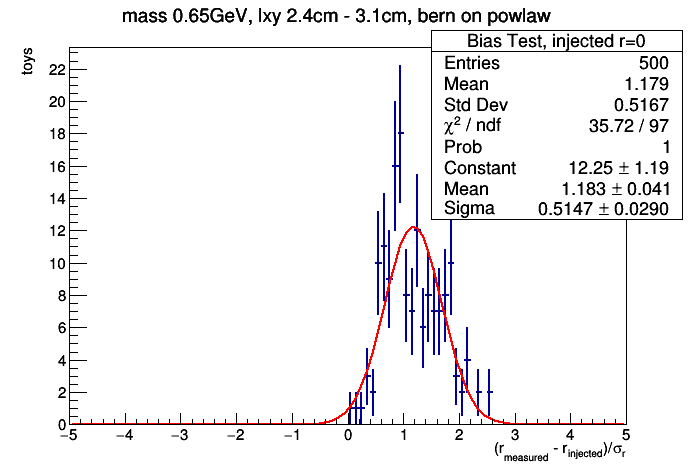 mass 0.65GeV, lxy 2.4cm - 3.1cm, bern on powlaw
Bias Test, injected r=0
Entries 500
Mean 1.179
Std Dev 0.5167
χ² / ndf 35.72 / 97
Prob 1
Constant 12.25 ± 1.19
Mean 1.183 ± 0.041
Sigma 0.5147 ± 0.0290
toys
22
20
18
16
14
12
10
8
6
4
2
0
−5 −4 −3 −2 −1 0 1 2 3 4 5
(r_measured - r_injected)/σ_r